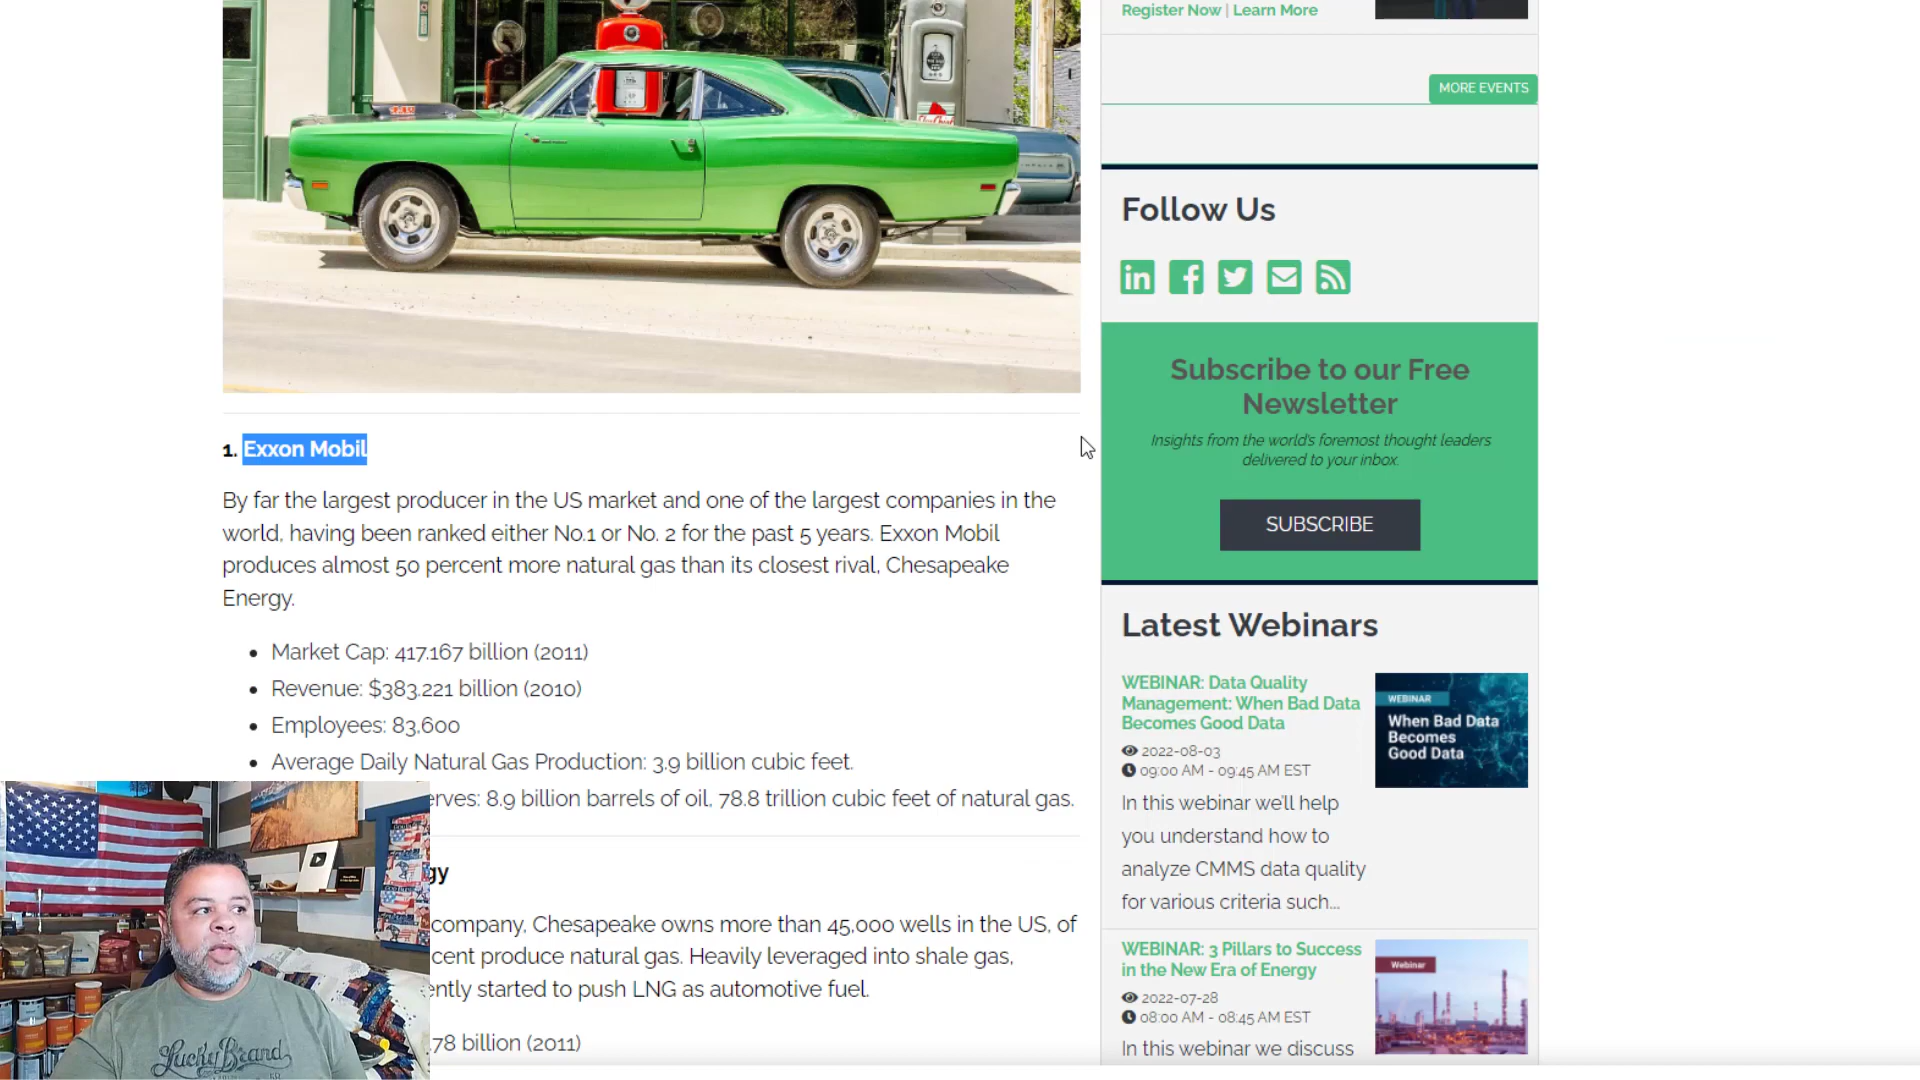 Register Now | Learn More
MORE EVENTS
Follow Us
Subscribe to our Free
Newsletter
Insights from the world's foremost thought leaders
delivered to your inbox.
SUBSCRIBE
1. Exxon Mobil
By far the largest producer in the US market and one of the largest companies in the
world, having been ranked either No.1 or No. 2 for the past 5 years. Exxon Mobil
produces almost 50 percent more natural gas than its closest rival, Chesapeake
Energy.
• Market Cap: 417.167 billion (2011)
• Revenue: $383.221 billion (2010)
• Employees: 83,600
• Average Daily Natural Gas Production: 3.9 billion cubic feet.
erves: 8.9 billion barrels of oil, 78.8 trillion cubic feet of natural gas.
gy
company, Chesapeake owns more than 45,000 wells in the US, of
cent produce natural gas. Heavily leveraged into shale gas,
ently started to push LNG as automotive fuel.
.78 billion (2011)
Latest Webinars
WEBINAR: Data Quality
Management: When Bad Data
Becomes Good Data
2022-08-03
09:00 AM - 09:45 AM EST
In this webinar we'll help
you understand how to
analyze CMMS data quality
for various criteria such...
WEBINAR
When Bad Data
Becomes
Good Data
WEBINAR: 3 Pillars to Success
in the New Era of Energy
2022-07-28
08:00 AM - 08:45 AM EST
In this webinar we discuss
Webinar
Lucky Brand